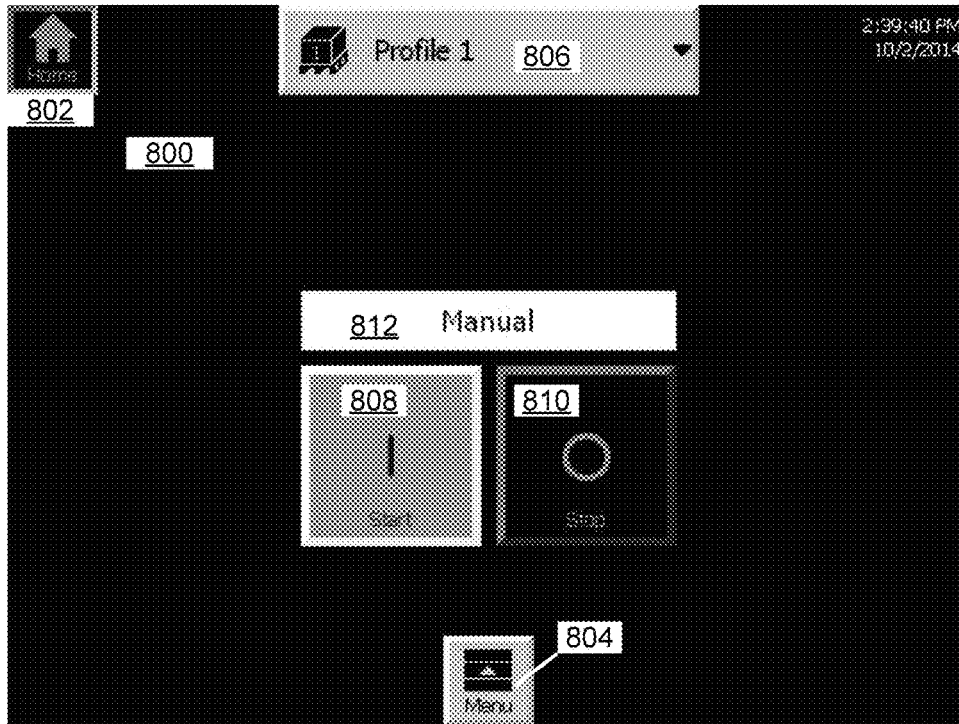 Home
802
Profile 1 806
2:39:40 PM
10/2/2014
800
812 Manual
808
Start
810
Stop
804
Menu